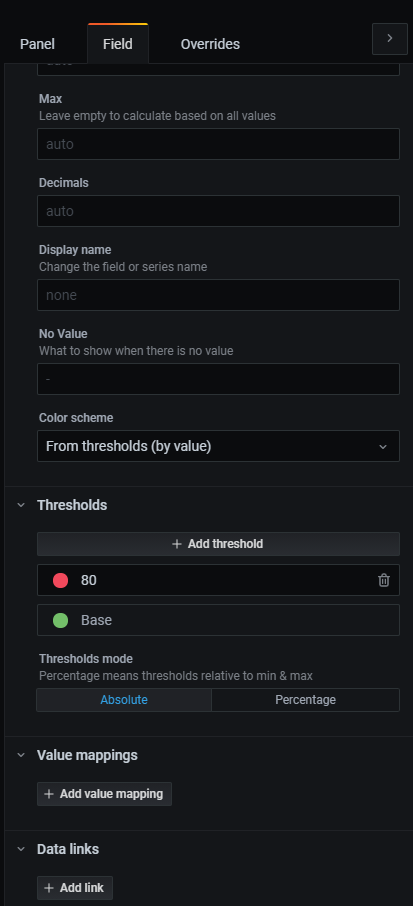 Panel
Field
Overrides
Max
Leave empty to calculate based on all values
auto
Decimals
auto
Display name
Change the field or series name
none
No Value
What to show when there is no value
-
Color scheme
From thresholds (by value)
Thresholds
+ Add threshold
80
Base
Thresholds mode
Percentage means thresholds relative to min & max
Absolute
Percentage
Value mappings
+ Add value mapping
Data links
+ Add link